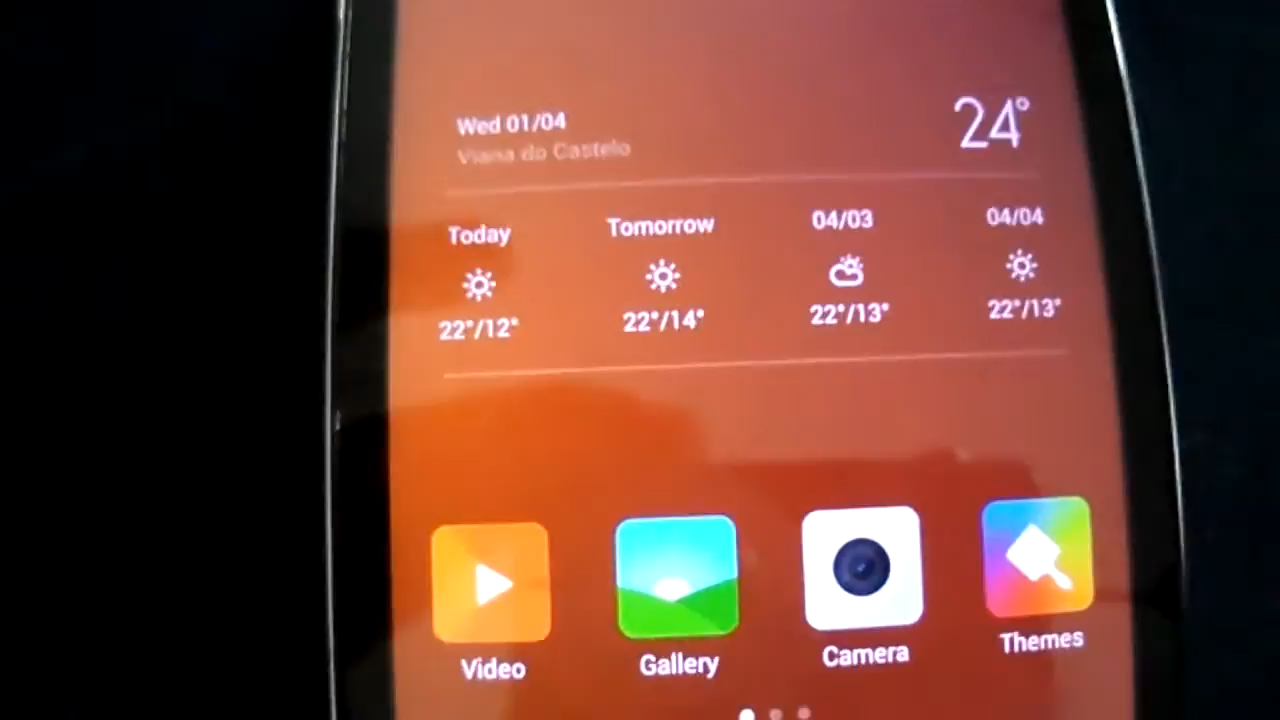 Wed 01/04
24°
Viana do Castelo
Today Tomorrow 04/03 04/04
22°/12° 22°/14° 22°/13° 22°/13°
Video Gallery Camera Themes